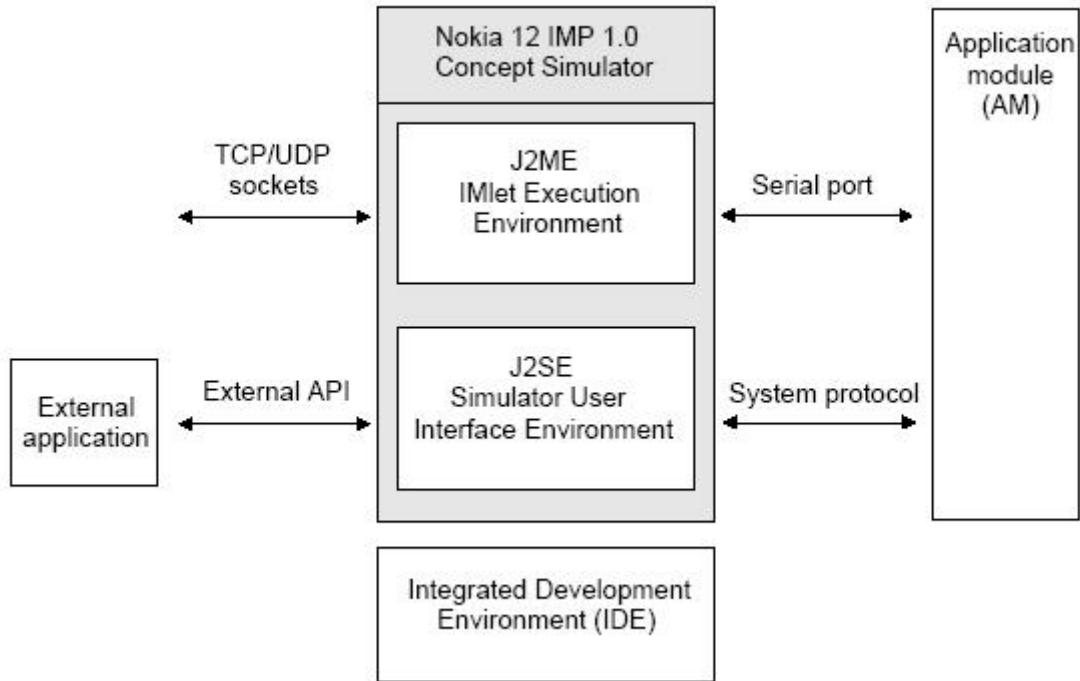 Nokia 12 IMP 1.0
Concept Simulator
Application
module
(AM)
TCP/UDP
sockets
J2ME
IMlet Execution
Environment
Serial port
External
application
External API
J2SE
Simulator User
Interface Environment
System protocol
Integrated Development
Environment (IDE)